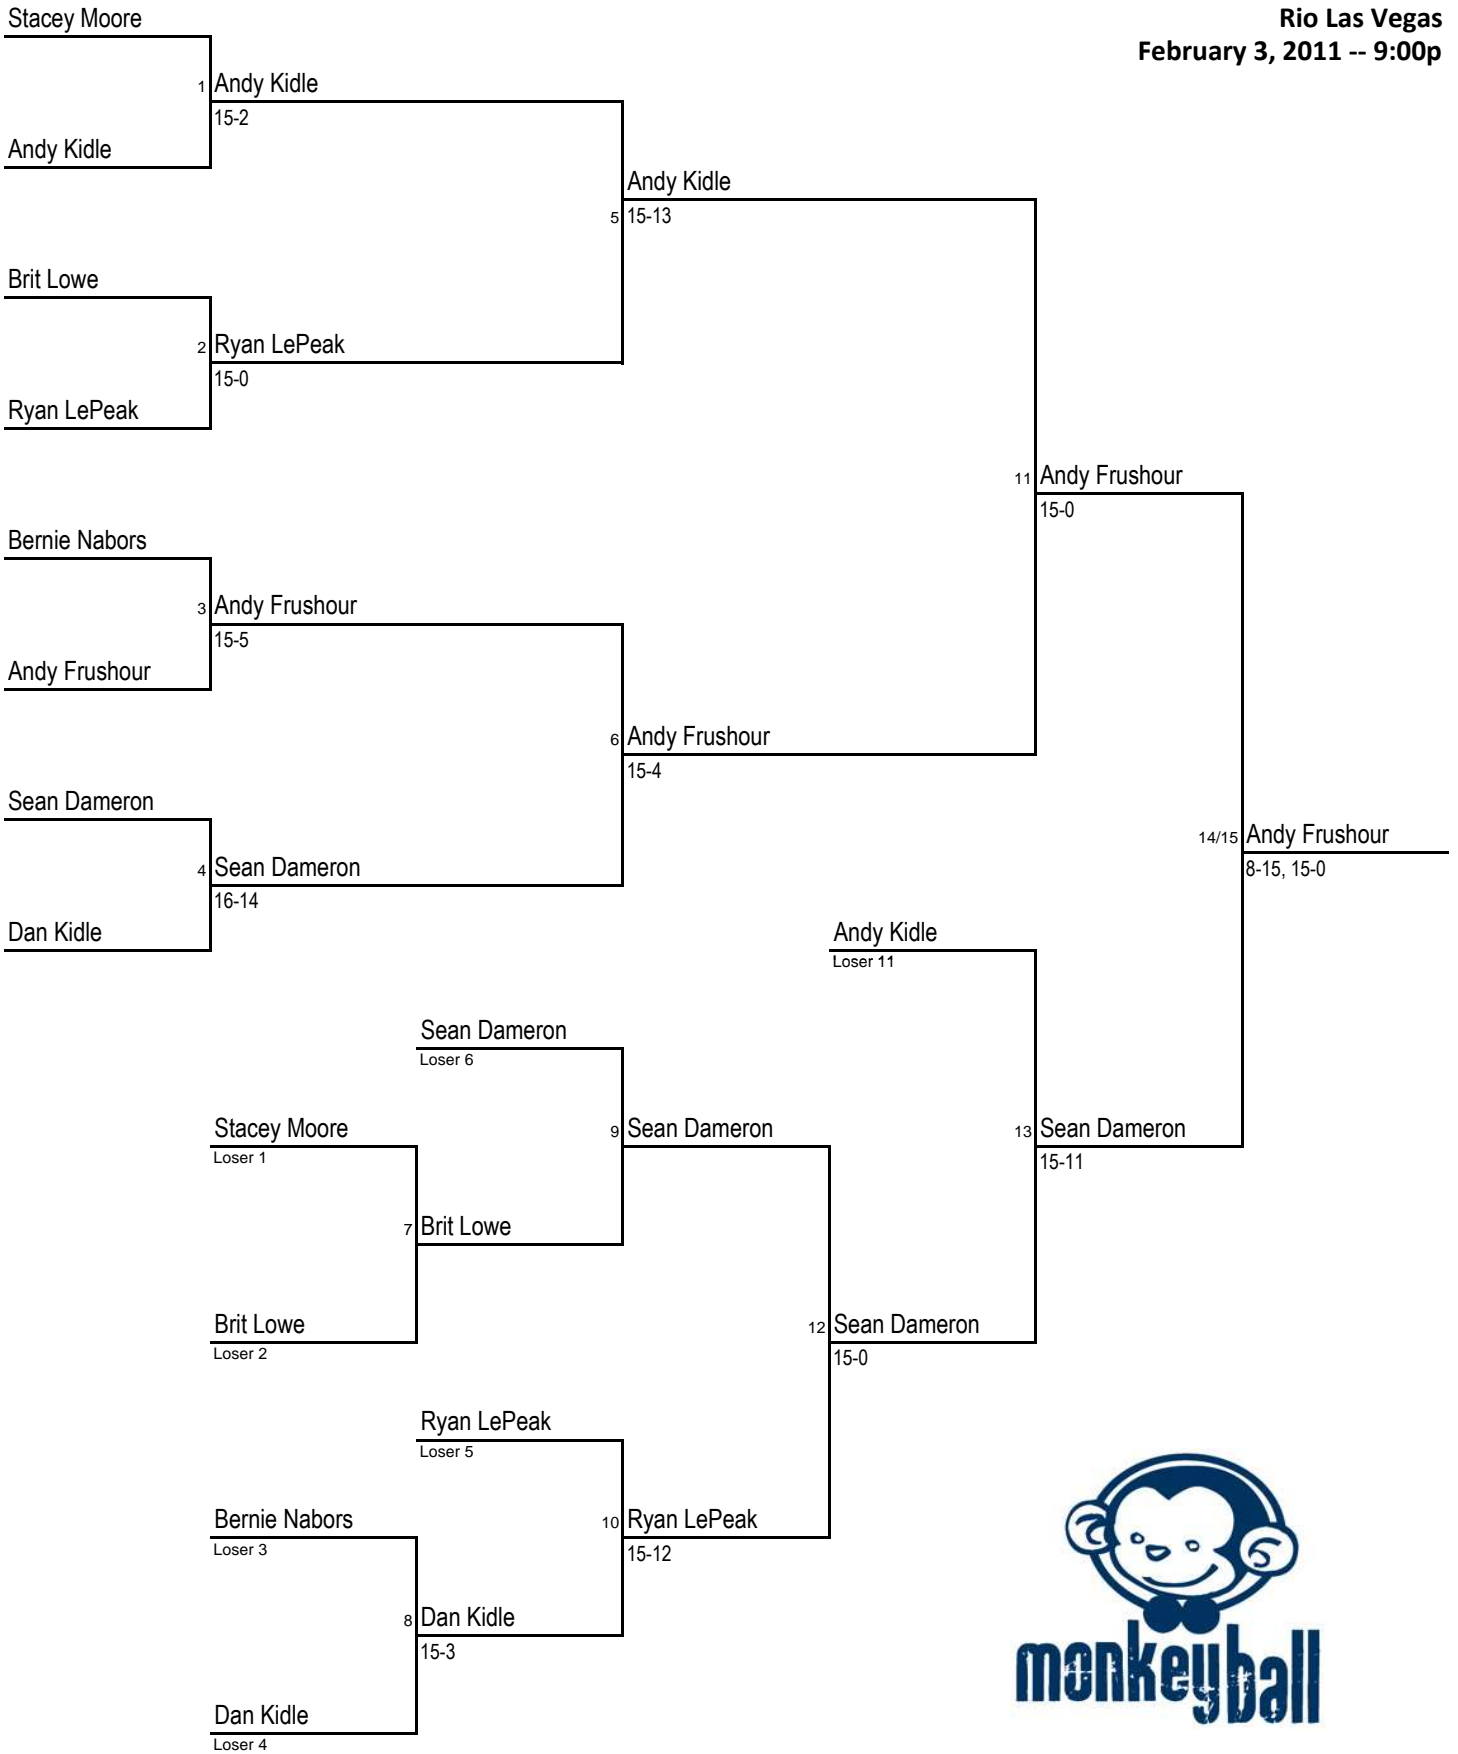 Stacey Moore
Rio Las Vegas
February 3, 2011 -- 9:00p
1 Andy Kidle
15-2
Andy Kidle
Andy Kidle
5 15-13
Brit Lowe
2 Ryan LePeak
15-0
Ryan LePeak
11 Andy Frushour
15-0
Bernie Nabors
3 Andy Frushour
15-5
Andy Frushour
6 Andy Frushour
15-4
Sean Dameron
14/15 Andy Frushour
8-15, 15-0
4 Sean Dameron
16-14
Dan Kidle
Andy Kidle
Loser 11
Sean Dameron
Loser 6
Stacey Moore
Loser 1
9 Sean Dameron
13 Sean Dameron
15-11
7 Brit Lowe
Brit Lowe
Loser 2
12 Sean Dameron
15-0
Ryan LePeak
Loser 5
Bernie Nabors
Loser 3
10 Ryan LePeak
15-12
8 Dan Kidle
15-3
Dan Kidle
Loser 4
monkeyball